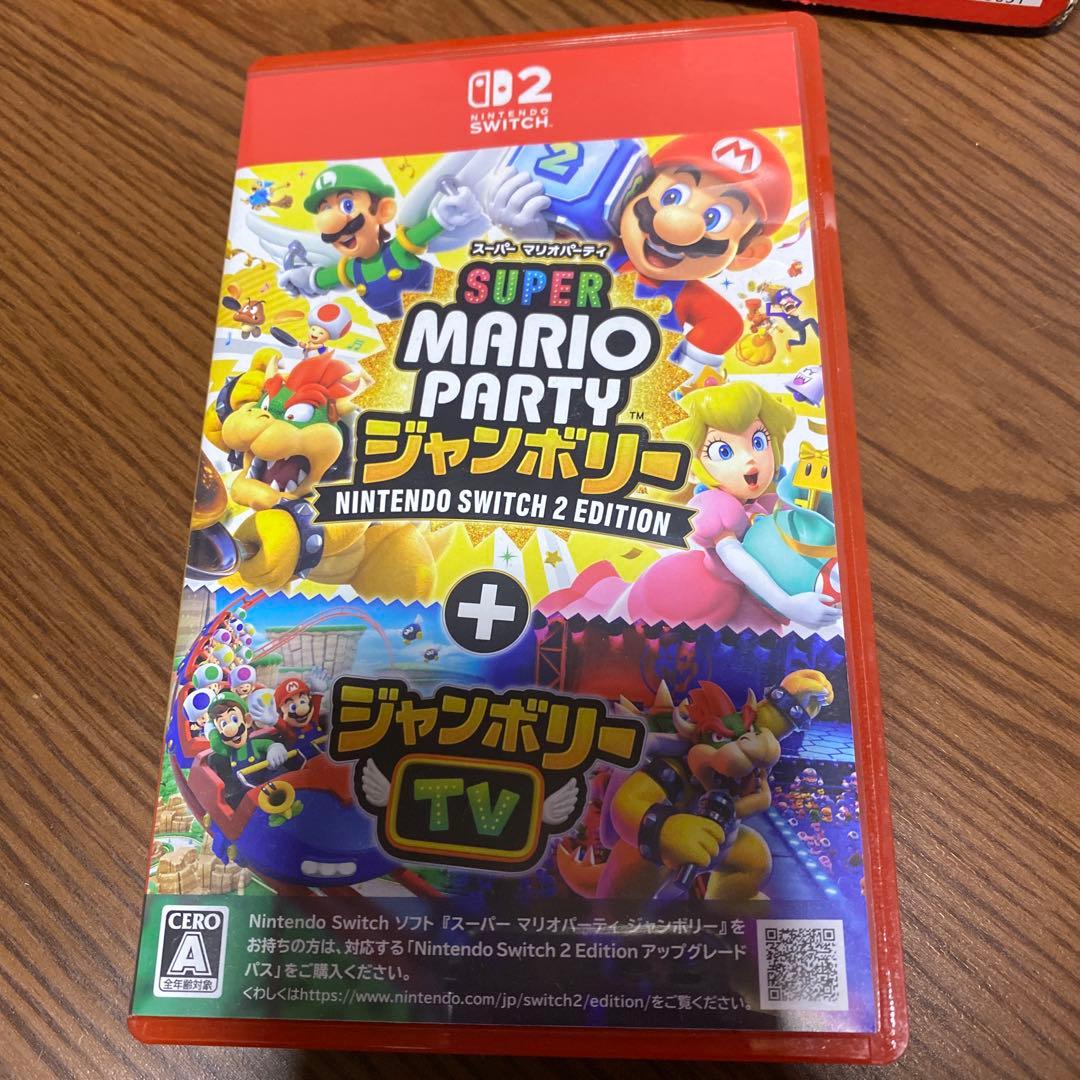 2
NINTENDO
SWITCH™
L
2
M
スーパー マリオパーティ
SUPER
MARIO
PARTY™
ジャンボリー
NINTENDO SWITCH 2 EDITION
+
ジャンボリー
TV
CERO
A
全年齢対象
Nintendo Switch ソフト『スーパー マリオパーティ ジャンボリー』を
お持ちの方は、対応する「Nintendo Switch 2 Edition アップグレード
パス」をご購入ください。
くわしくはhttps://www.nintendo.com/jp/switch2/edition/をご覧ください。